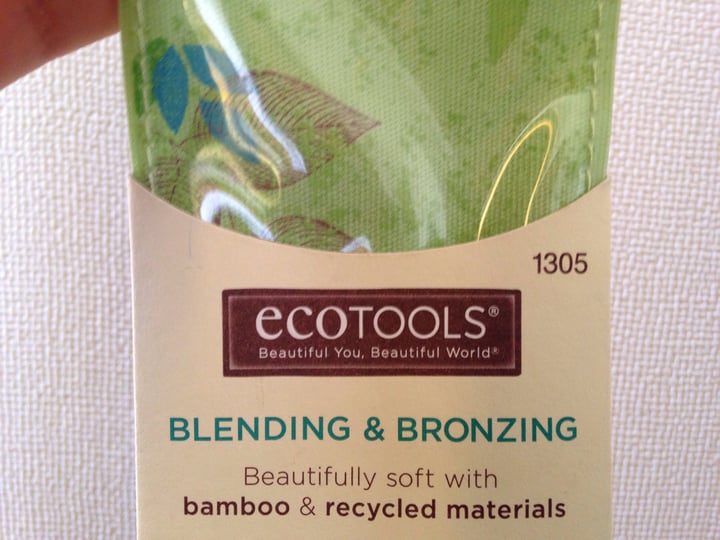 1305
ecoTOOLS®
Beautiful You, Beautiful World®
BLENDING & BRONZING
Beautifully soft with
bamboo & recycled materials